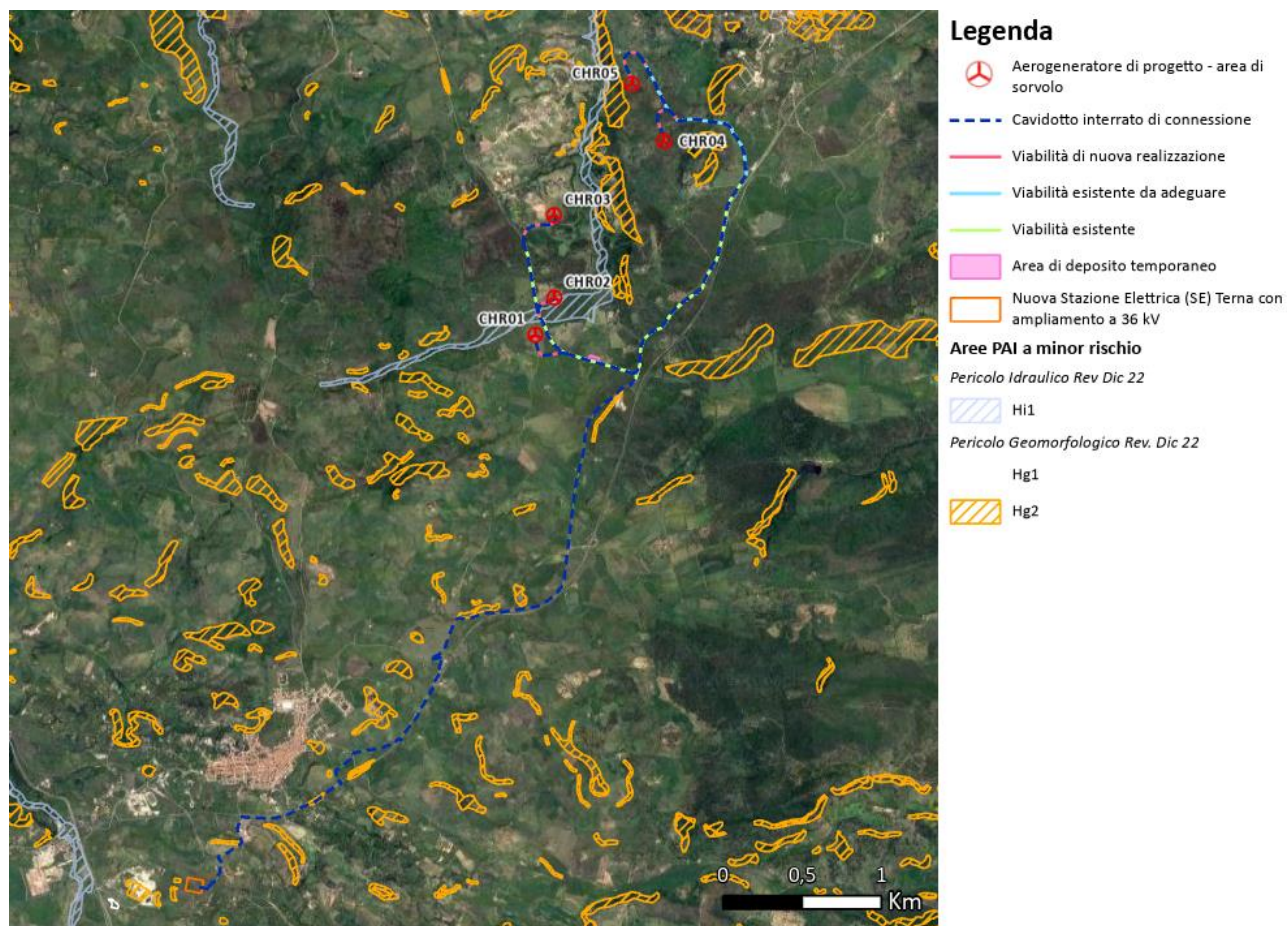 CHR05
CHR04
CHR03
CHR02
CHR01
0 0,5 1
Km
Legenda
Aerogeneratore di progetto - area di
sorvolo
Cavidotto interrato di connessione
Viabilità di nuova realizzazione
Viabilità esistente da adeguare
Viabilità esistente
Area di deposito temporaneo
Nuova Stazione Elettrica (SE) Terna con
ampliamento a 36 kV
Aree PAI a minor rischio
Pericolo Idraulico Rev Dic 22
Hi1
Pericolo Geomorfologico Rev. Dic 22
Hg1
Hg2